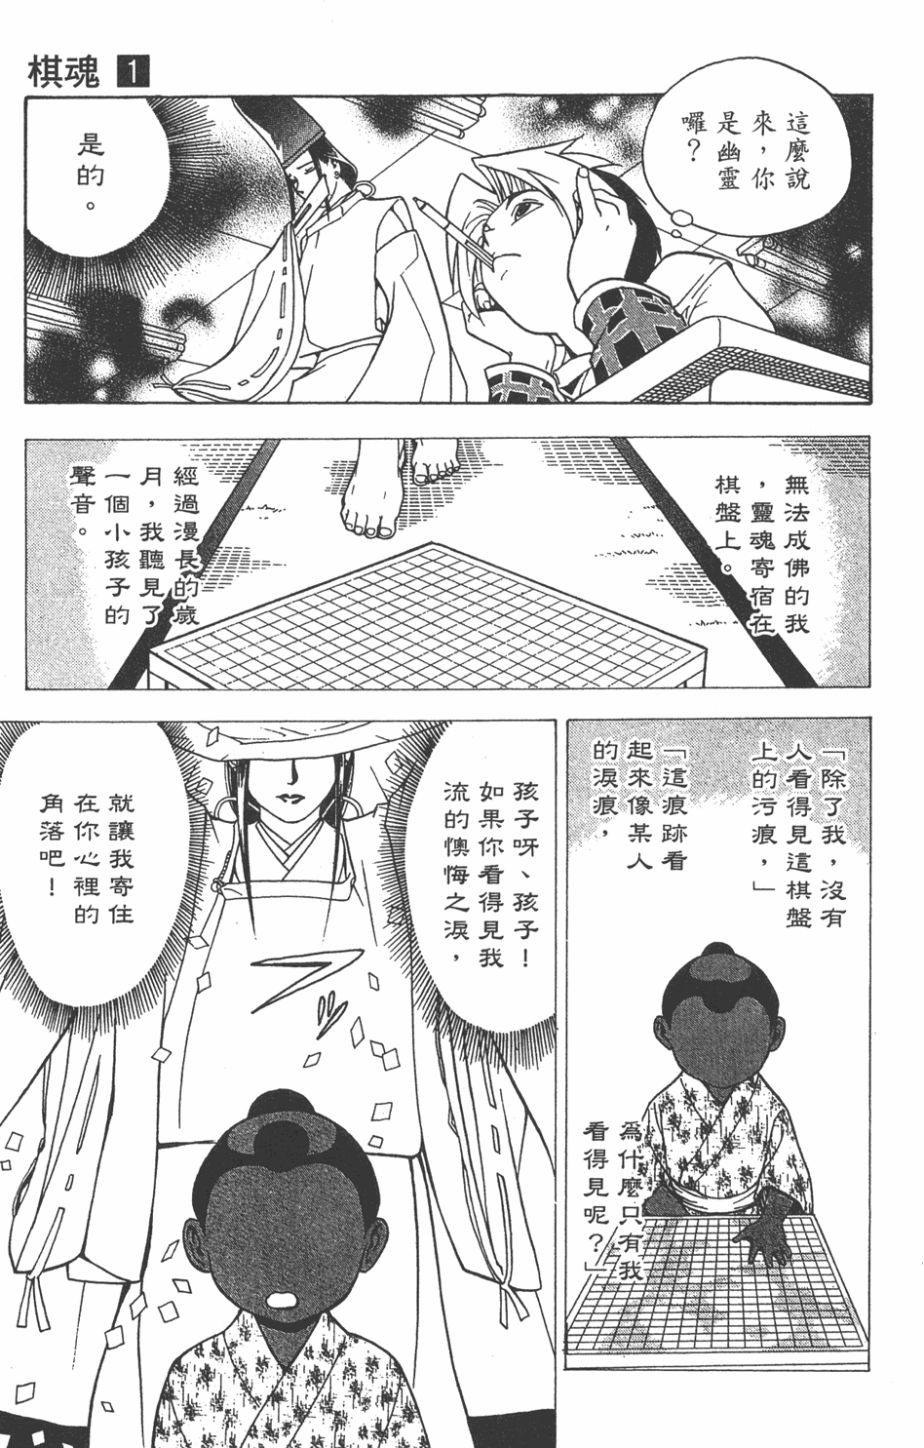 棋魂 1
這麼說
來，你
是幽靈
囉？
是的。
無法成佛的我
，靈魂寄宿在
棋盤上。
經過漫長的歲
月，我聽見了
一個小孩子的
聲音。
「除了我，沒有
人看得見這棋盤
上的污痕，」
「這痕跡看
起來像某人
的淚痕，
為什麼只有我
看得見呢？」
孩子呀、孩子！
如果你看得見我
流的懊悔之淚，
就讓我寄住
在你心裡的
角落吧！